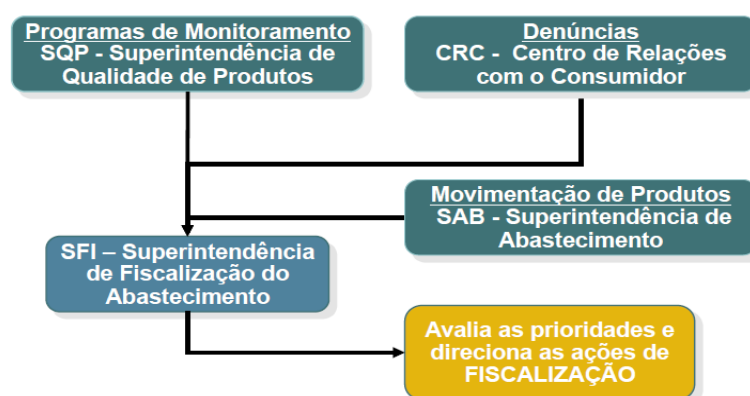 Programas de Monitoramento
SQP - Superintendência de
Qualidade de Produtos
Denúncias
CRC - Centro de Relações
com o Consumidor
Movimentação de Produtos
SAB - Superintendência de
Abastecimento
SFI – Superintendência
de Fiscalização do
Abastecimento
Avalia as prioridades e
direciona as ações de
FISCALIZAÇÃO